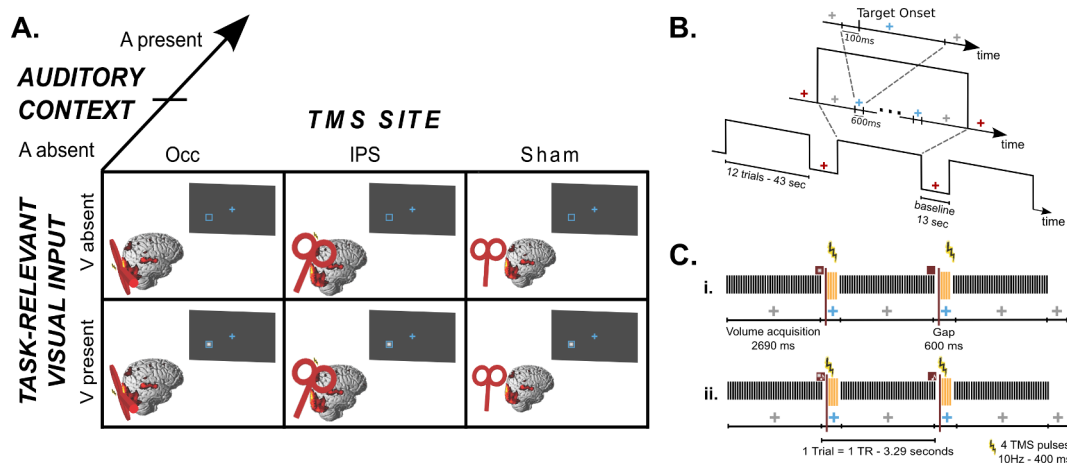 A.
A present
AUDITORY
CONTEXT
A absent
TMS SITE
Occ
IPS
Sham
TASK-RELEVANT
VISUAL INPUT
V absent
V present
B.
Target Onset
100ms
time
600ms
time
12 trials - 43 sec
baseline
13 sec
time
C.
i.
Volume acquisition
2690 ms
Gap
600 ms
ii.
1 Trial = 1 TR - 3.29 seconds
4 TMS pulses
10Hz - 400 ms